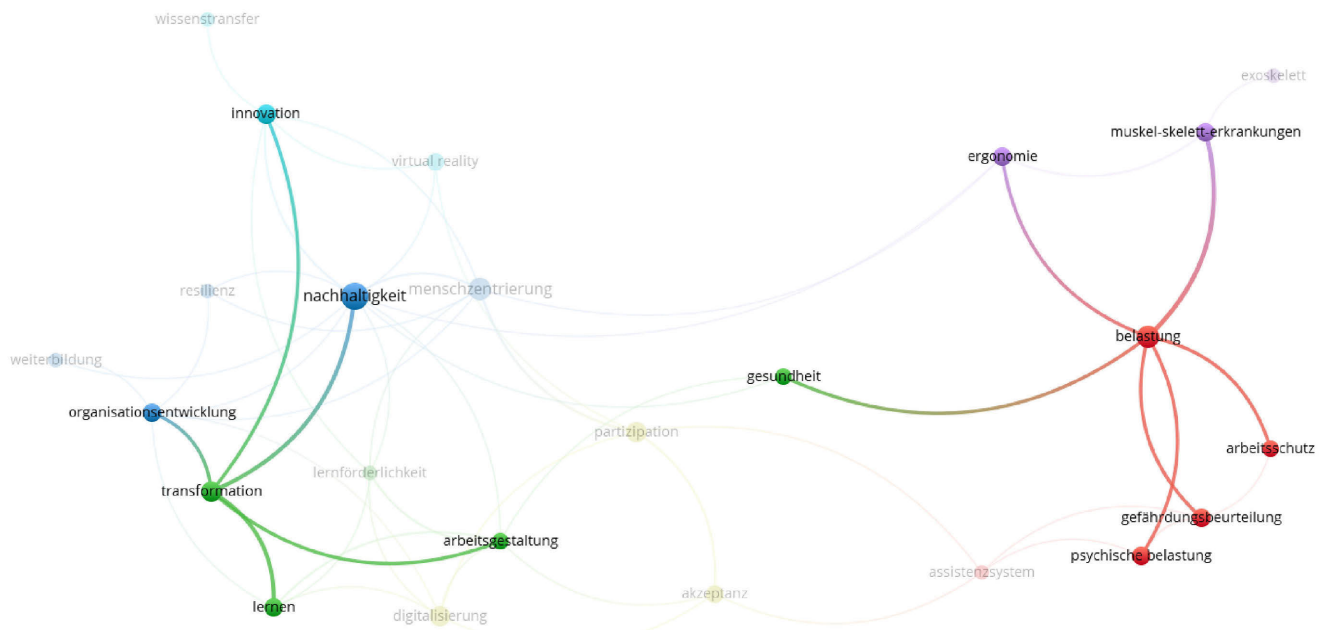 wissenstransfer
exoskelett
innovation
muskel-skelett-erkrankungen
virtual reality
ergonomie
resilienz
nachhaltigkeit
menschzentrierung
belastung
weiterbildung
gesundheit
organisationsentwicklung
partizipation
arbeitsschutz
lernförderlichkeit
transformation
gefährdungsbeurteilung
arbeitsgestaltung
psychische belastung
assistenzsystem
akzeptanz
lernen
digitalisierung